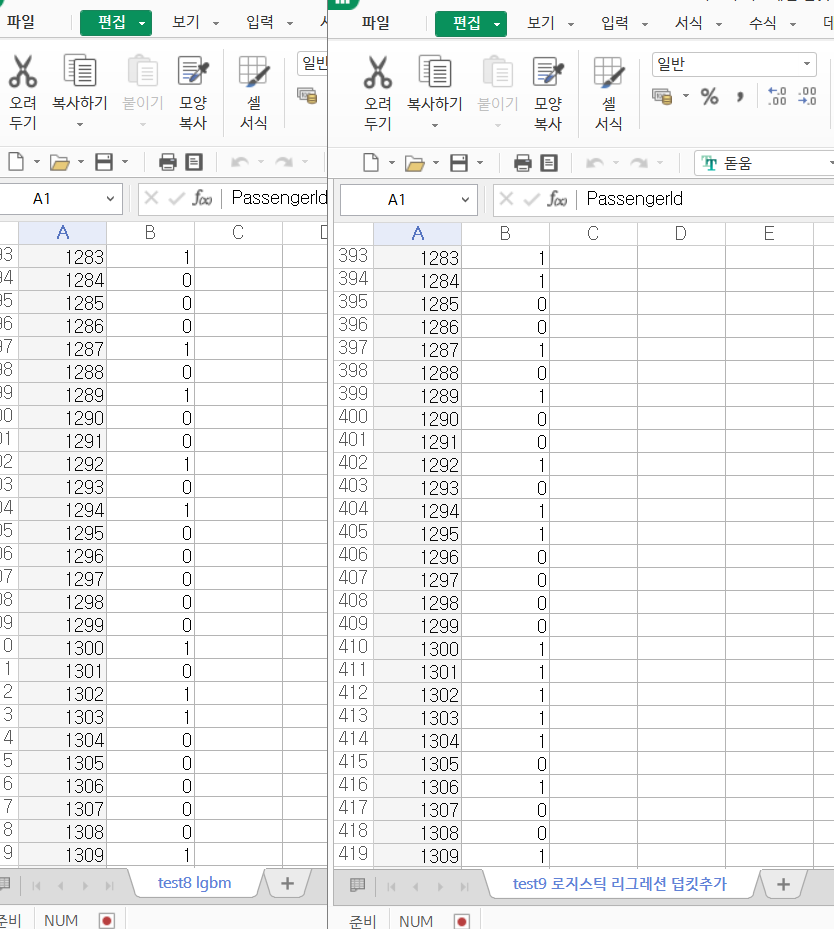 파일 편집 보기 입력
오려
두기
복사하기
붙이기
모양
복사
셀
서식
일반
A1 PassengerId
A B C
93 1283 1
94 1284 0
95 1285 0
96 1286 0
97 1287 1
98 1288 0
99 1289 1
00 1290 0
01 1291 0
02 1292 1
03 1293 0
04 1294 1
05 1295 0
06 1296 0
07 1297 0
08 1298 0
09 1299 0
0 1300 1
1 1301 0
2 1302 1
3 1303 1
4 1304 0
5 1305 0
6 1306 0
7 1307 0
8 1308 0
9 1309 1
test8 lgbm
준비 NUM
파일 편집 보기 입력 서식 수식 데
오려
두기
복사하기
붙이기
모양
복사
셀
서식
일반
% , ←.0 .00 .00 →.0
돋움
A1 PassengerId
A B C D E
393 1283 1
394 1284 1
395 1285 0
396 1286 0
397 1287 1
398 1288 0
399 1289 1
400 1290 0
401 1291 0
402 1292 1
403 1293 0
404 1294 1
405 1295 1
406 1296 0
407 1297 0
408 1298 0
409 1299 0
410 1300 1
411 1301 1
412 1302 1
413 1303 1
414 1304 1
415 1305 0
416 1306 1
417 1307 0
418 1308 0
419 1309 1
test9 로지스틱 리그레션 덥킷추가
준비 NUM